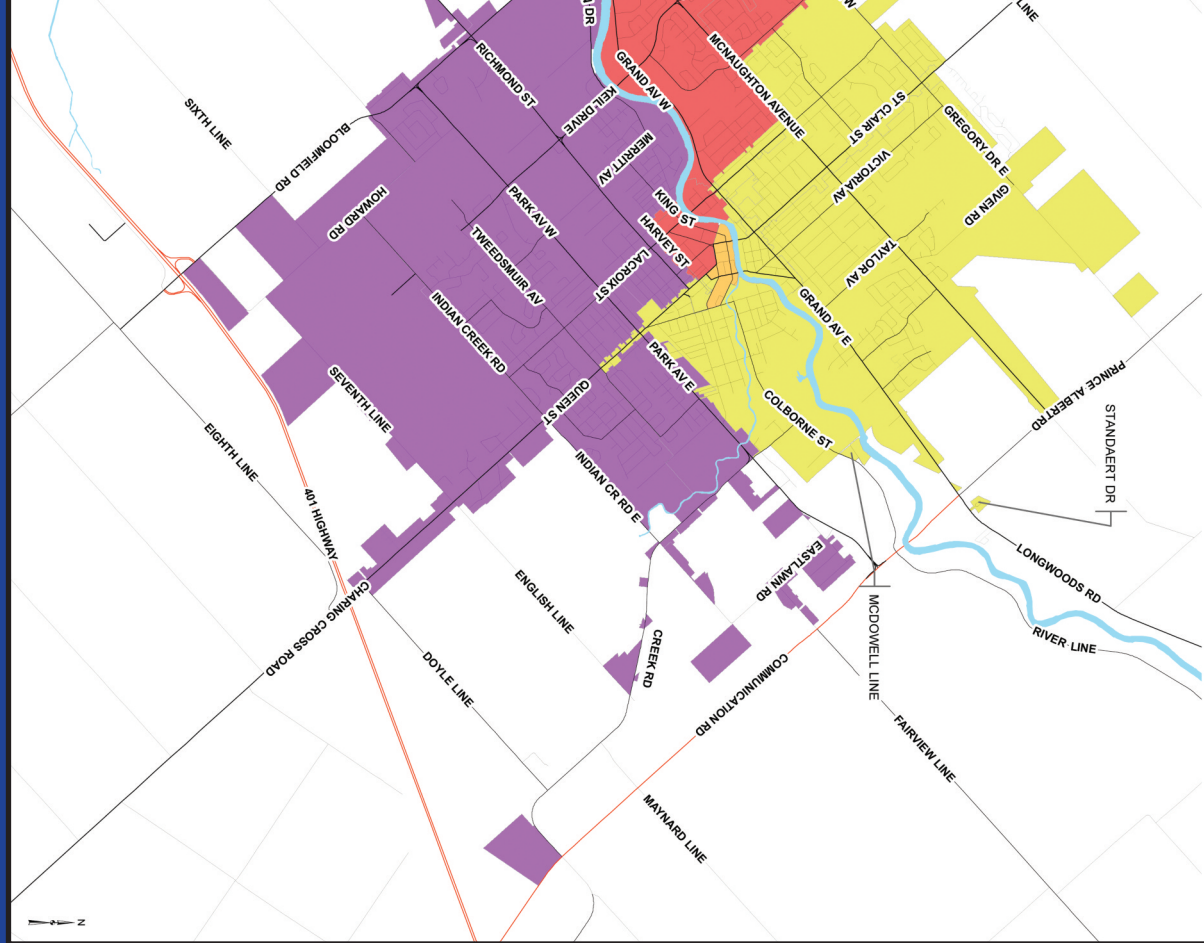 N DR
LINE
W
RICHMOND ST
GRAND AV W
MCNAUGHTON AVENUE
SIXTH LINE
KEIL DRIVE
ST CLAIR ST
GREGORY DR E
BLOOMFIELD RD
MERRITT AV
VICTORIA AV
HOWARD RD
PARK AV W
KING ST
GIVEN RD
HARVEY ST
TWEEDSMUIR AV
LACROIX ST
TAYLOR AV
INDIAN CREEK RD
GRAND AV E
PARK AV E
PRINCE ALBERT RD
SEVENTH LINE
QUEEN ST
COLBORNE ST
STANDAERT DR
EIGHTH LINE
INDIAN CR RD E
401 HIGHWAY
LONGWOODS RD
EASTLAWN RD
ENGLISH LINE
CHARING CROSS ROAD
MCDOWELL LINE
RIVER LINE
CREEK RD
DOYLE LINE
COMMUNICATION RD
FAIRVIEW LINE
MAYNARD LINE
N